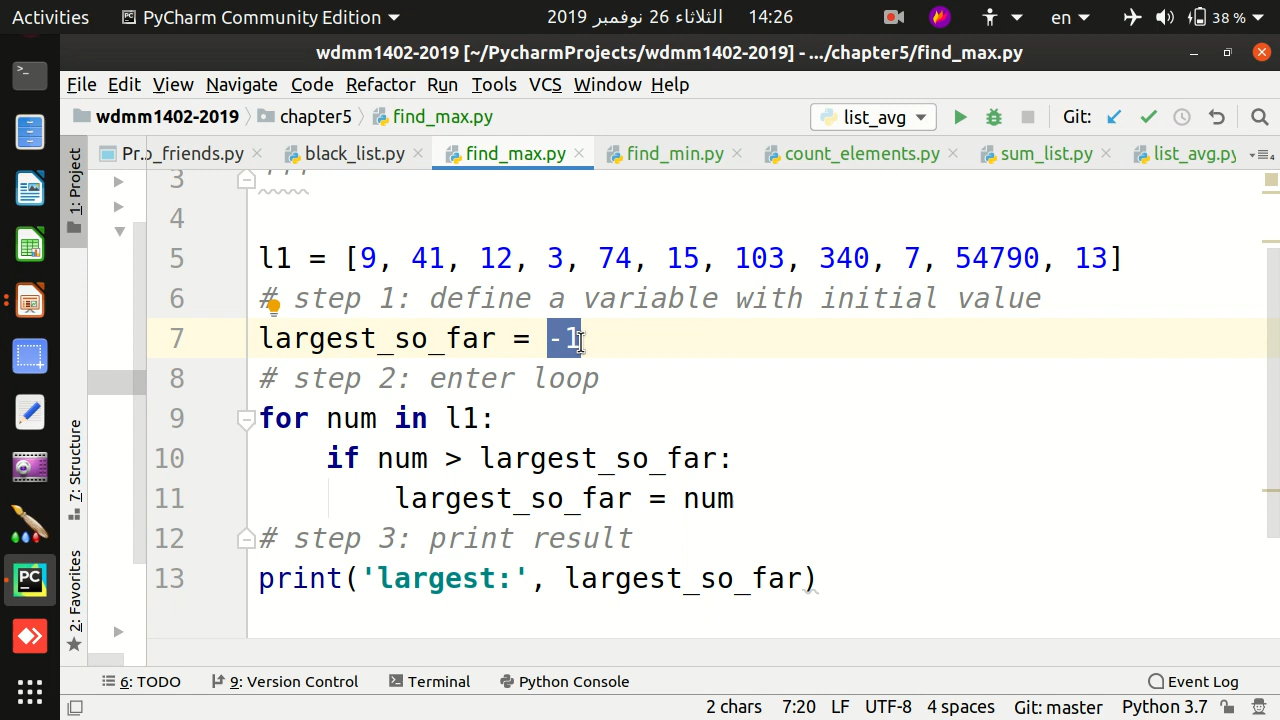 Activities PyCharm Community Edition الثلاثاء 26 نوفمبر 2019 14:26 en 38 %
wdmm1402-2019 [~/PycharmProjects/wdmm1402-2019] - .../chapter5/find_max.py
File Edit View Navigate Code Refactor Run Tools VCS Window Help
wdmm1402-2019 chapter5 find_max.py list_avg Git:
friends.py black_list.py find_max.py find_min.py count_elements.py sum_list.py list_avg.py
1: Project
7: Structure
2: Favorites
3 '''
4
5 l1 = [9, 41, 12, 3, 74, 15, 103, 340, 7, 54790, 13]
6 # step 1: define a variable with initial value
7 largest_so_far = -1
8 # step 2: enter loop
9 for num in l1:
10 if num > largest_so_far:
11 largest_so_far = num
12 # step 3: print result
13 print('largest:', largest_so_far)
6: TODO 9: Version Control Terminal Python Console Event Log
2 chars 7:20 LF UTF-8 4 spaces Git: master Python 3.7